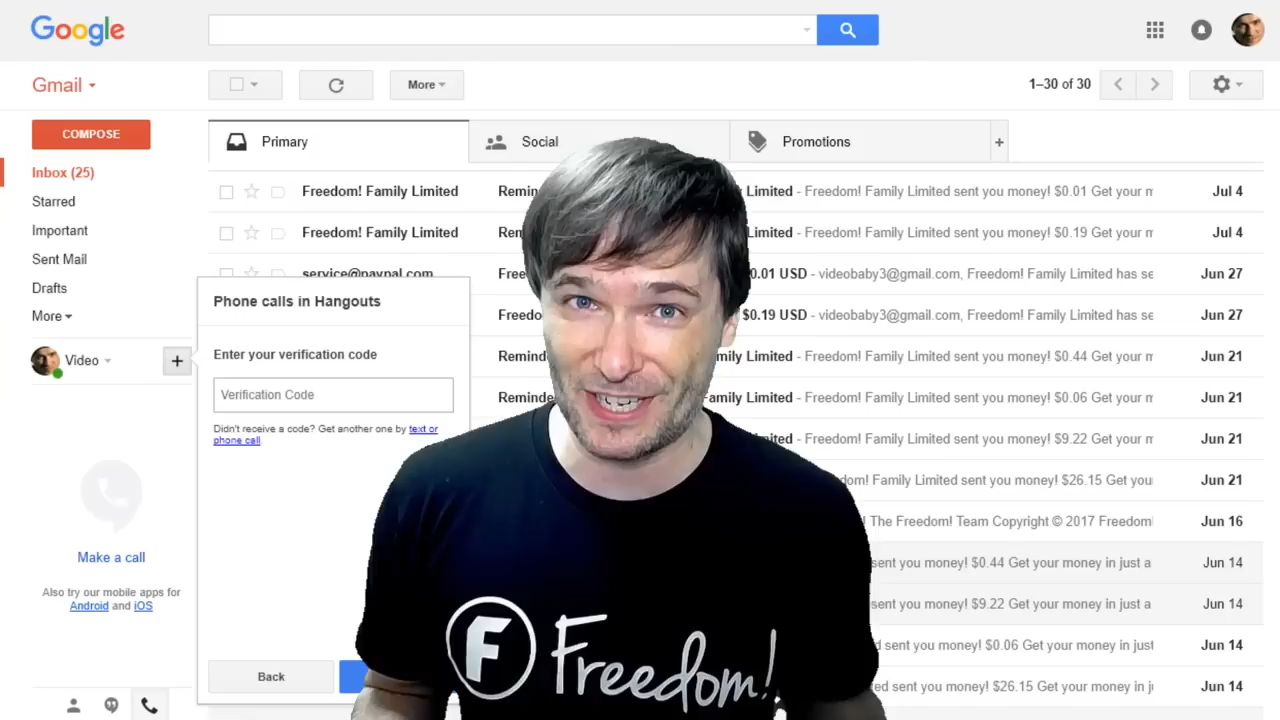 Google
Gmail
More
1–30 of 30
COMPOSE
Primary
Social
Promotions
+
Inbox (25)
Starred
Important
Sent Mail
Drafts
More
Video
+
Freedom! Family Limited
Limited - Freedom! Family Limited sent you money! $0.01 Get your m
Jul 4
Freedom! Family Limited
Limited - Freedom! Family Limited sent you money! $0.19 Get your m
Jul 4
service@paypal.com
0.01 USD - videobaby3@gmail.com, Freedom! Family Limited has se
Jun 27
$0.19 USD - videobaby3@gmail.com, Freedom! Family Limited has se
Jun 27
Freedom! Family Limited sent you money! $0.44 Get your m
Jun 21
Family Limited - Freedom! Family Limited sent you money! $0.06 Get your m
Jun 21
Freedom! Family Limited sent you money! $9.22 Get your m
Jun 21
Family Limited sent you money! $26.15 Get your
Jun 21
The Freedom! Team Copyright © 2017 Freedom!
Jun 16
sent you money! $0.44 Get your money in just a
Jun 14
sent you money! $9.22 Get your money in just a
Jun 14
sent you money! $0.06 Get your money in just
Jun 14
sent you money! $26.15 Get your money in just
Jun 14
Phone calls in Hangouts
Enter your verification code
Verification Code
Didn't receive a code? Get another one by text or
phone call.
Back
Make a call
Also try our mobile apps for
Android and iOS
F Freedom!